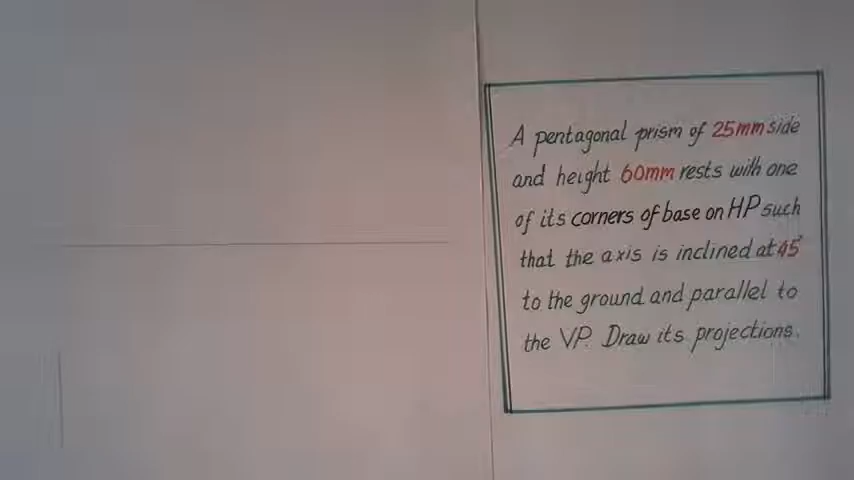 A pentagonal prism of 25mm side
and height 60mm rests with one
of its corners of base on HP such
that the axis is inclined at 45°
to the ground and parallel to
the VP. Draw its projections.